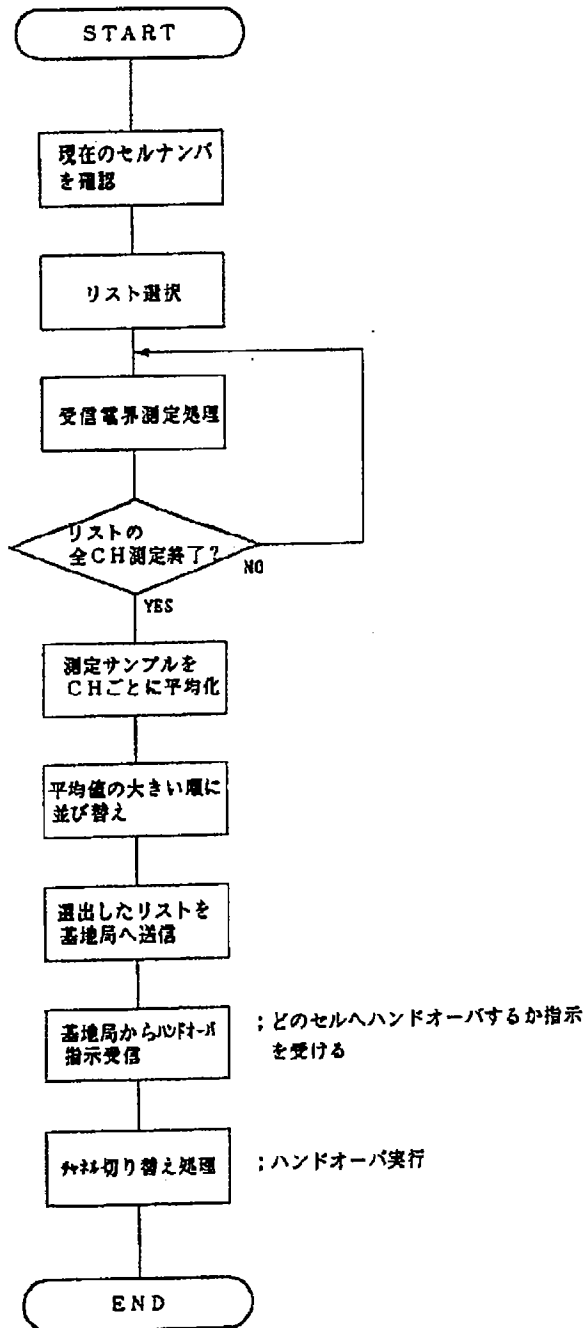 START
現在のセルナンバ
を確認
リスト選択
受信電界測定処理
リストの
全CH測定終了?
NO
YES
測定サンプルを
CHごとに平均化
平均値の大きい順に
並び替え
選出したリストを
基地局へ送信
基地局からハンドオーバ
指示受信
;どのセルへハンドオーバするか指示
を受ける
チャネル切り替え処理
;ハンドオーバ実行
END